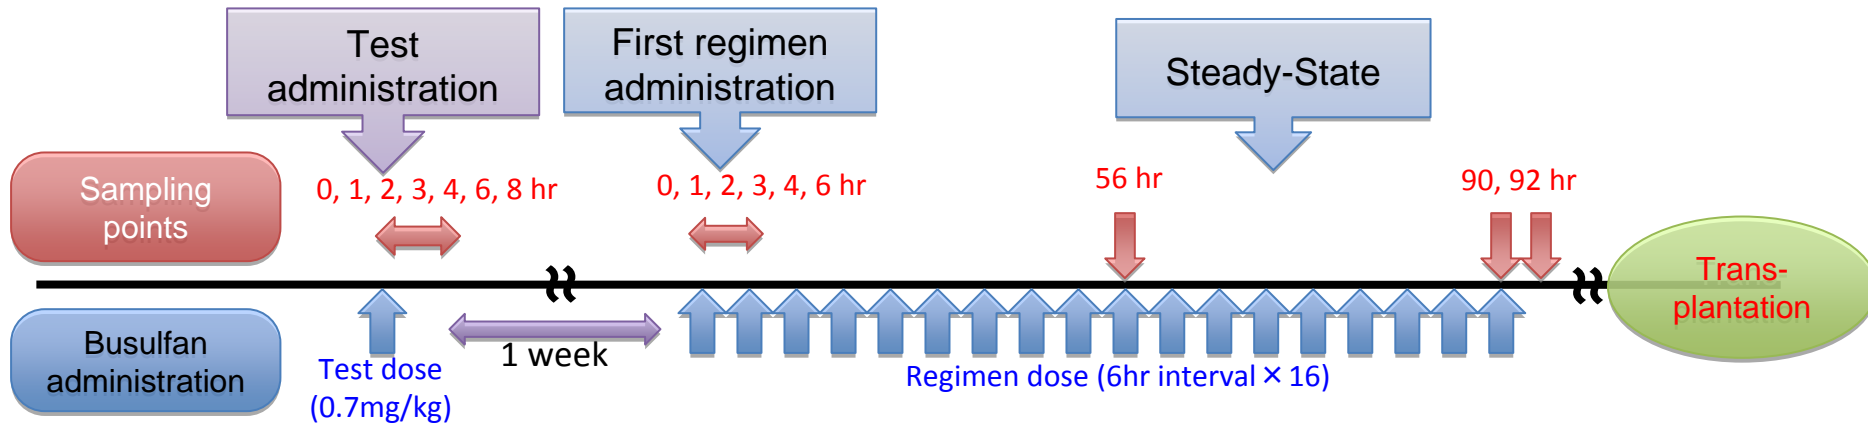 Test
administration
First regimen
administration
Steady-State
Sampling
points
0, 1, 2, 3, 4, 6, 8 hr
0, 1, 2, 3, 4, 6 hr
56 hr
90, 92 hr
Trans-
plantation
Busulfan
administration
Test dose
(0.7mg/kg)
1 week
Regimen dose (6hr interval × 16)